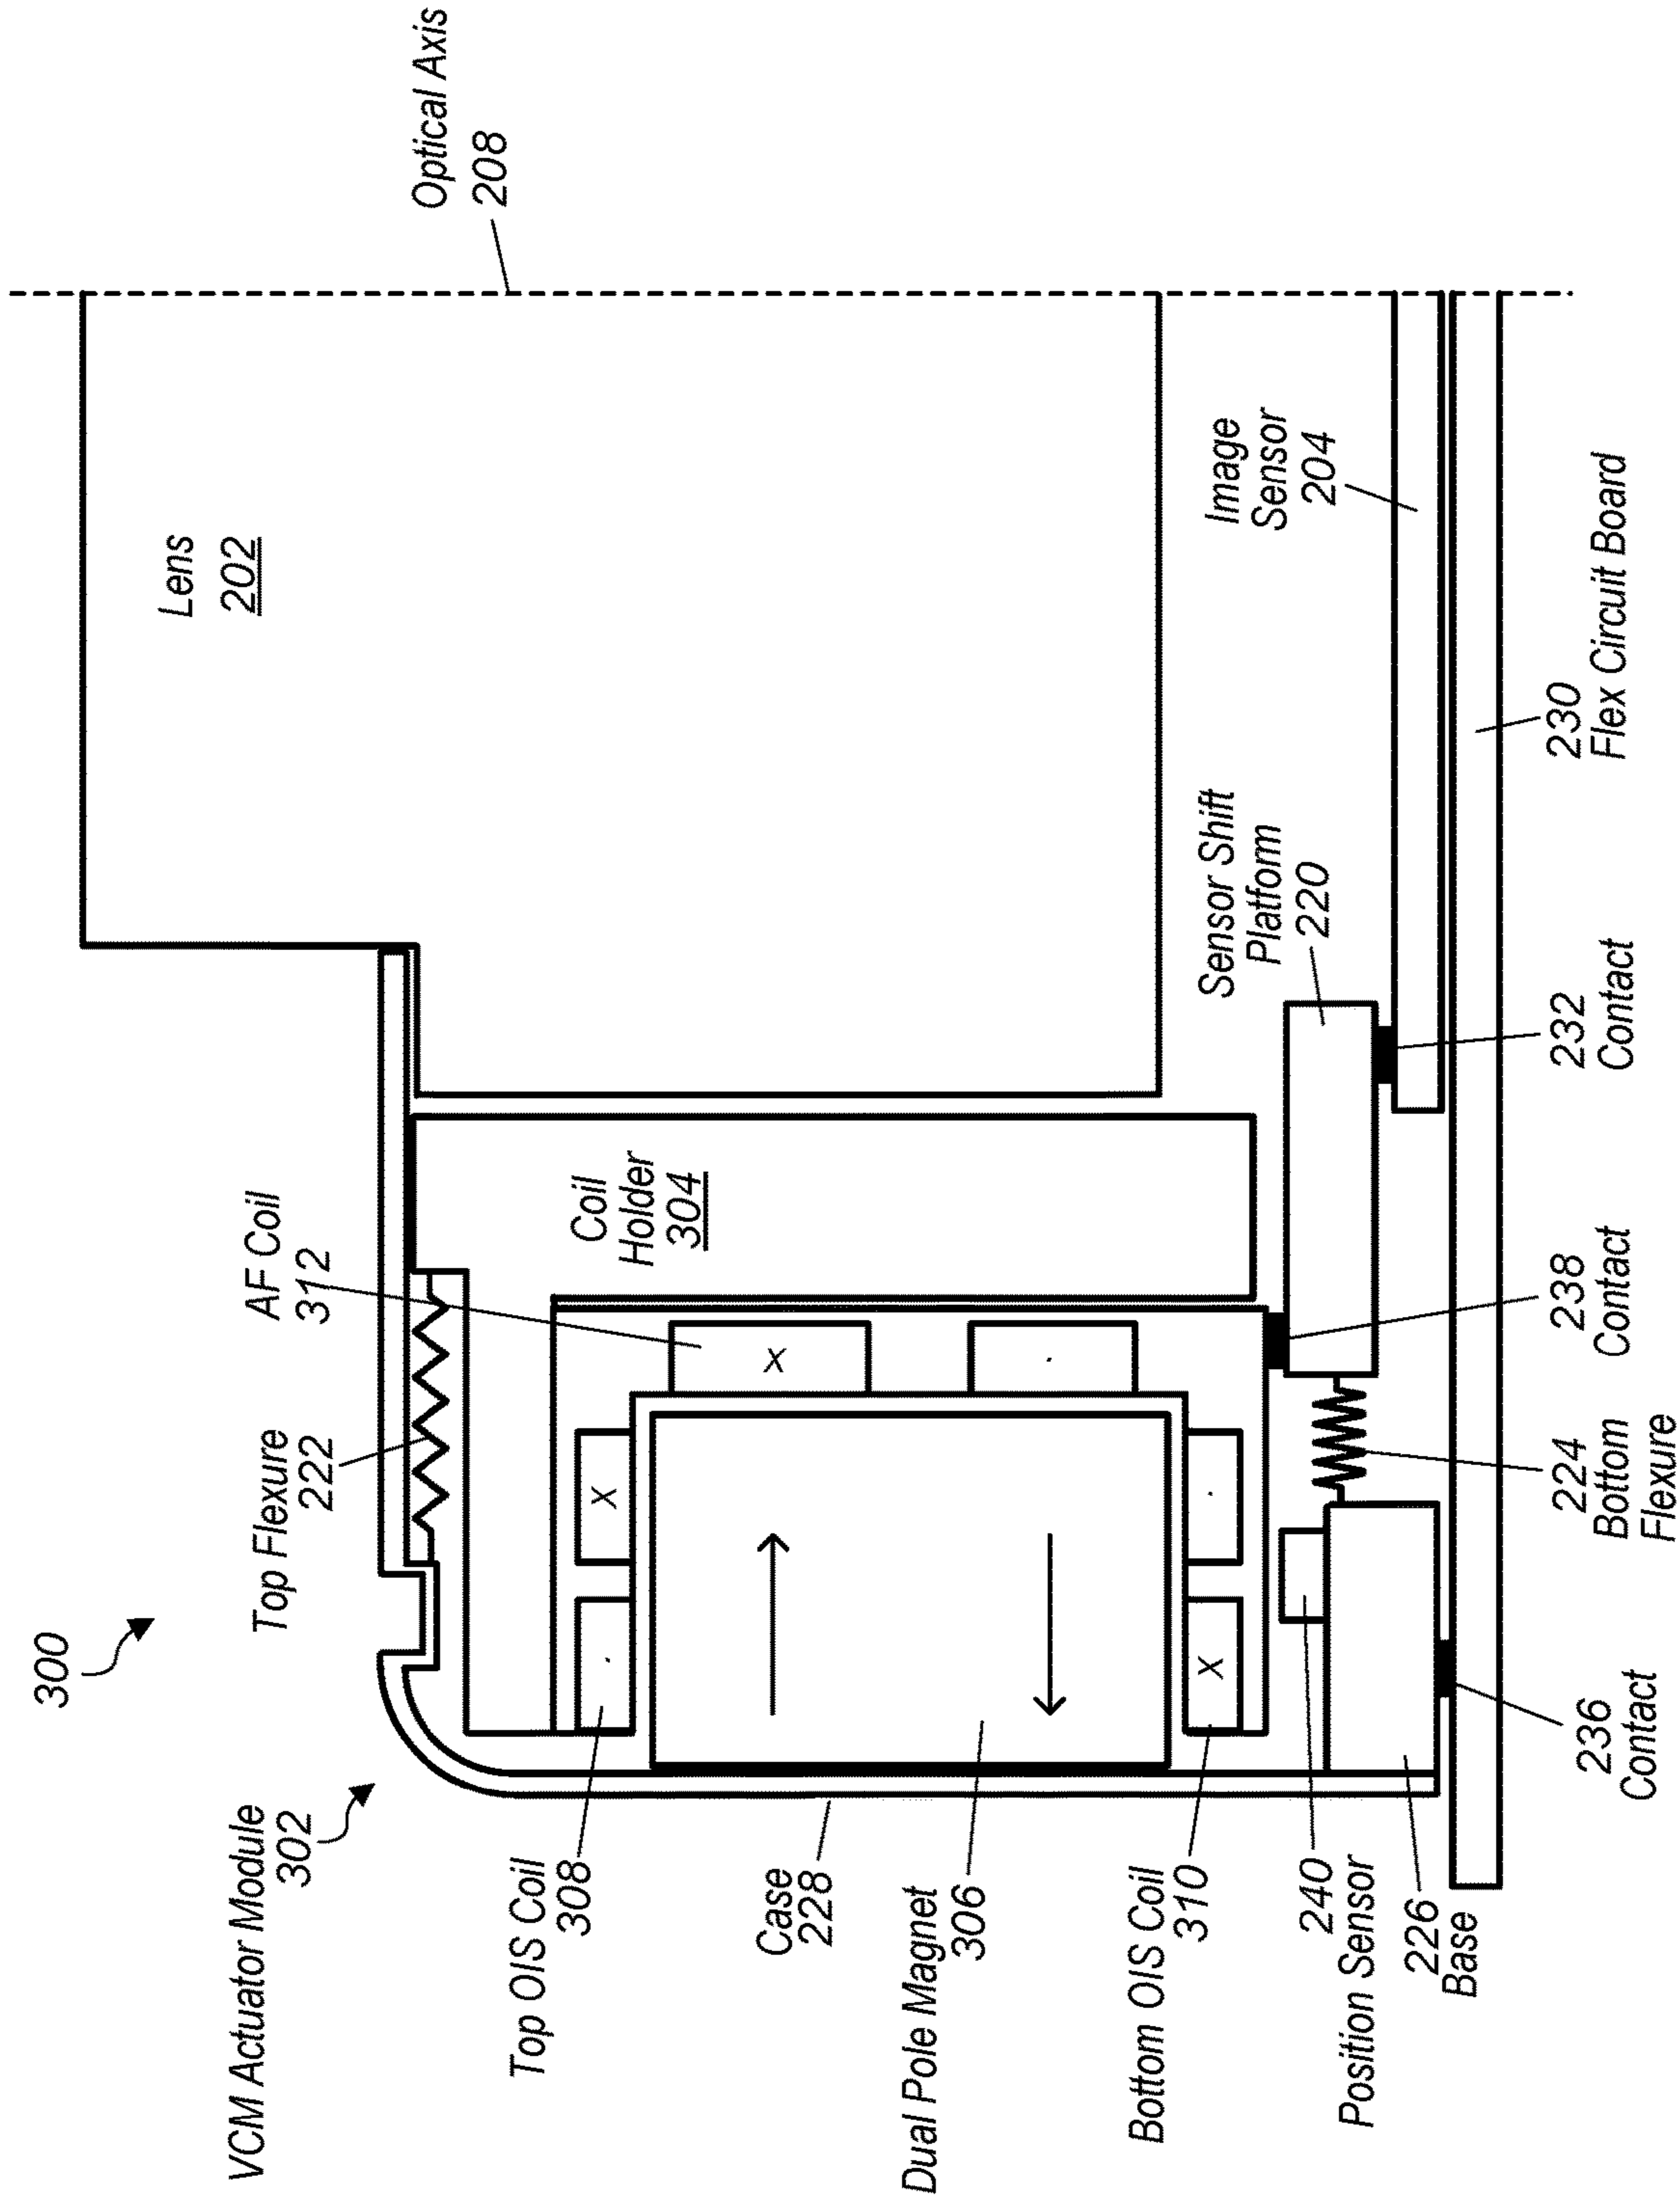 300
VCM Actuator Module
302
Top Flexure
222
AF Coil
312
Lens
202
Optical Axis
208
Top OIS Coil
308
X
Coil
Holder
304
Case
228
X
Dual Pole Magnet
306
Bottom OIS Coil
310
X
Sensor Shift
Platform
220
Image
Sensor
204
240
Position Sensor
226
Base
236
Contact
224
Bottom
Flexure
238
Contact
232
Contact
230
Flex Circuit Board